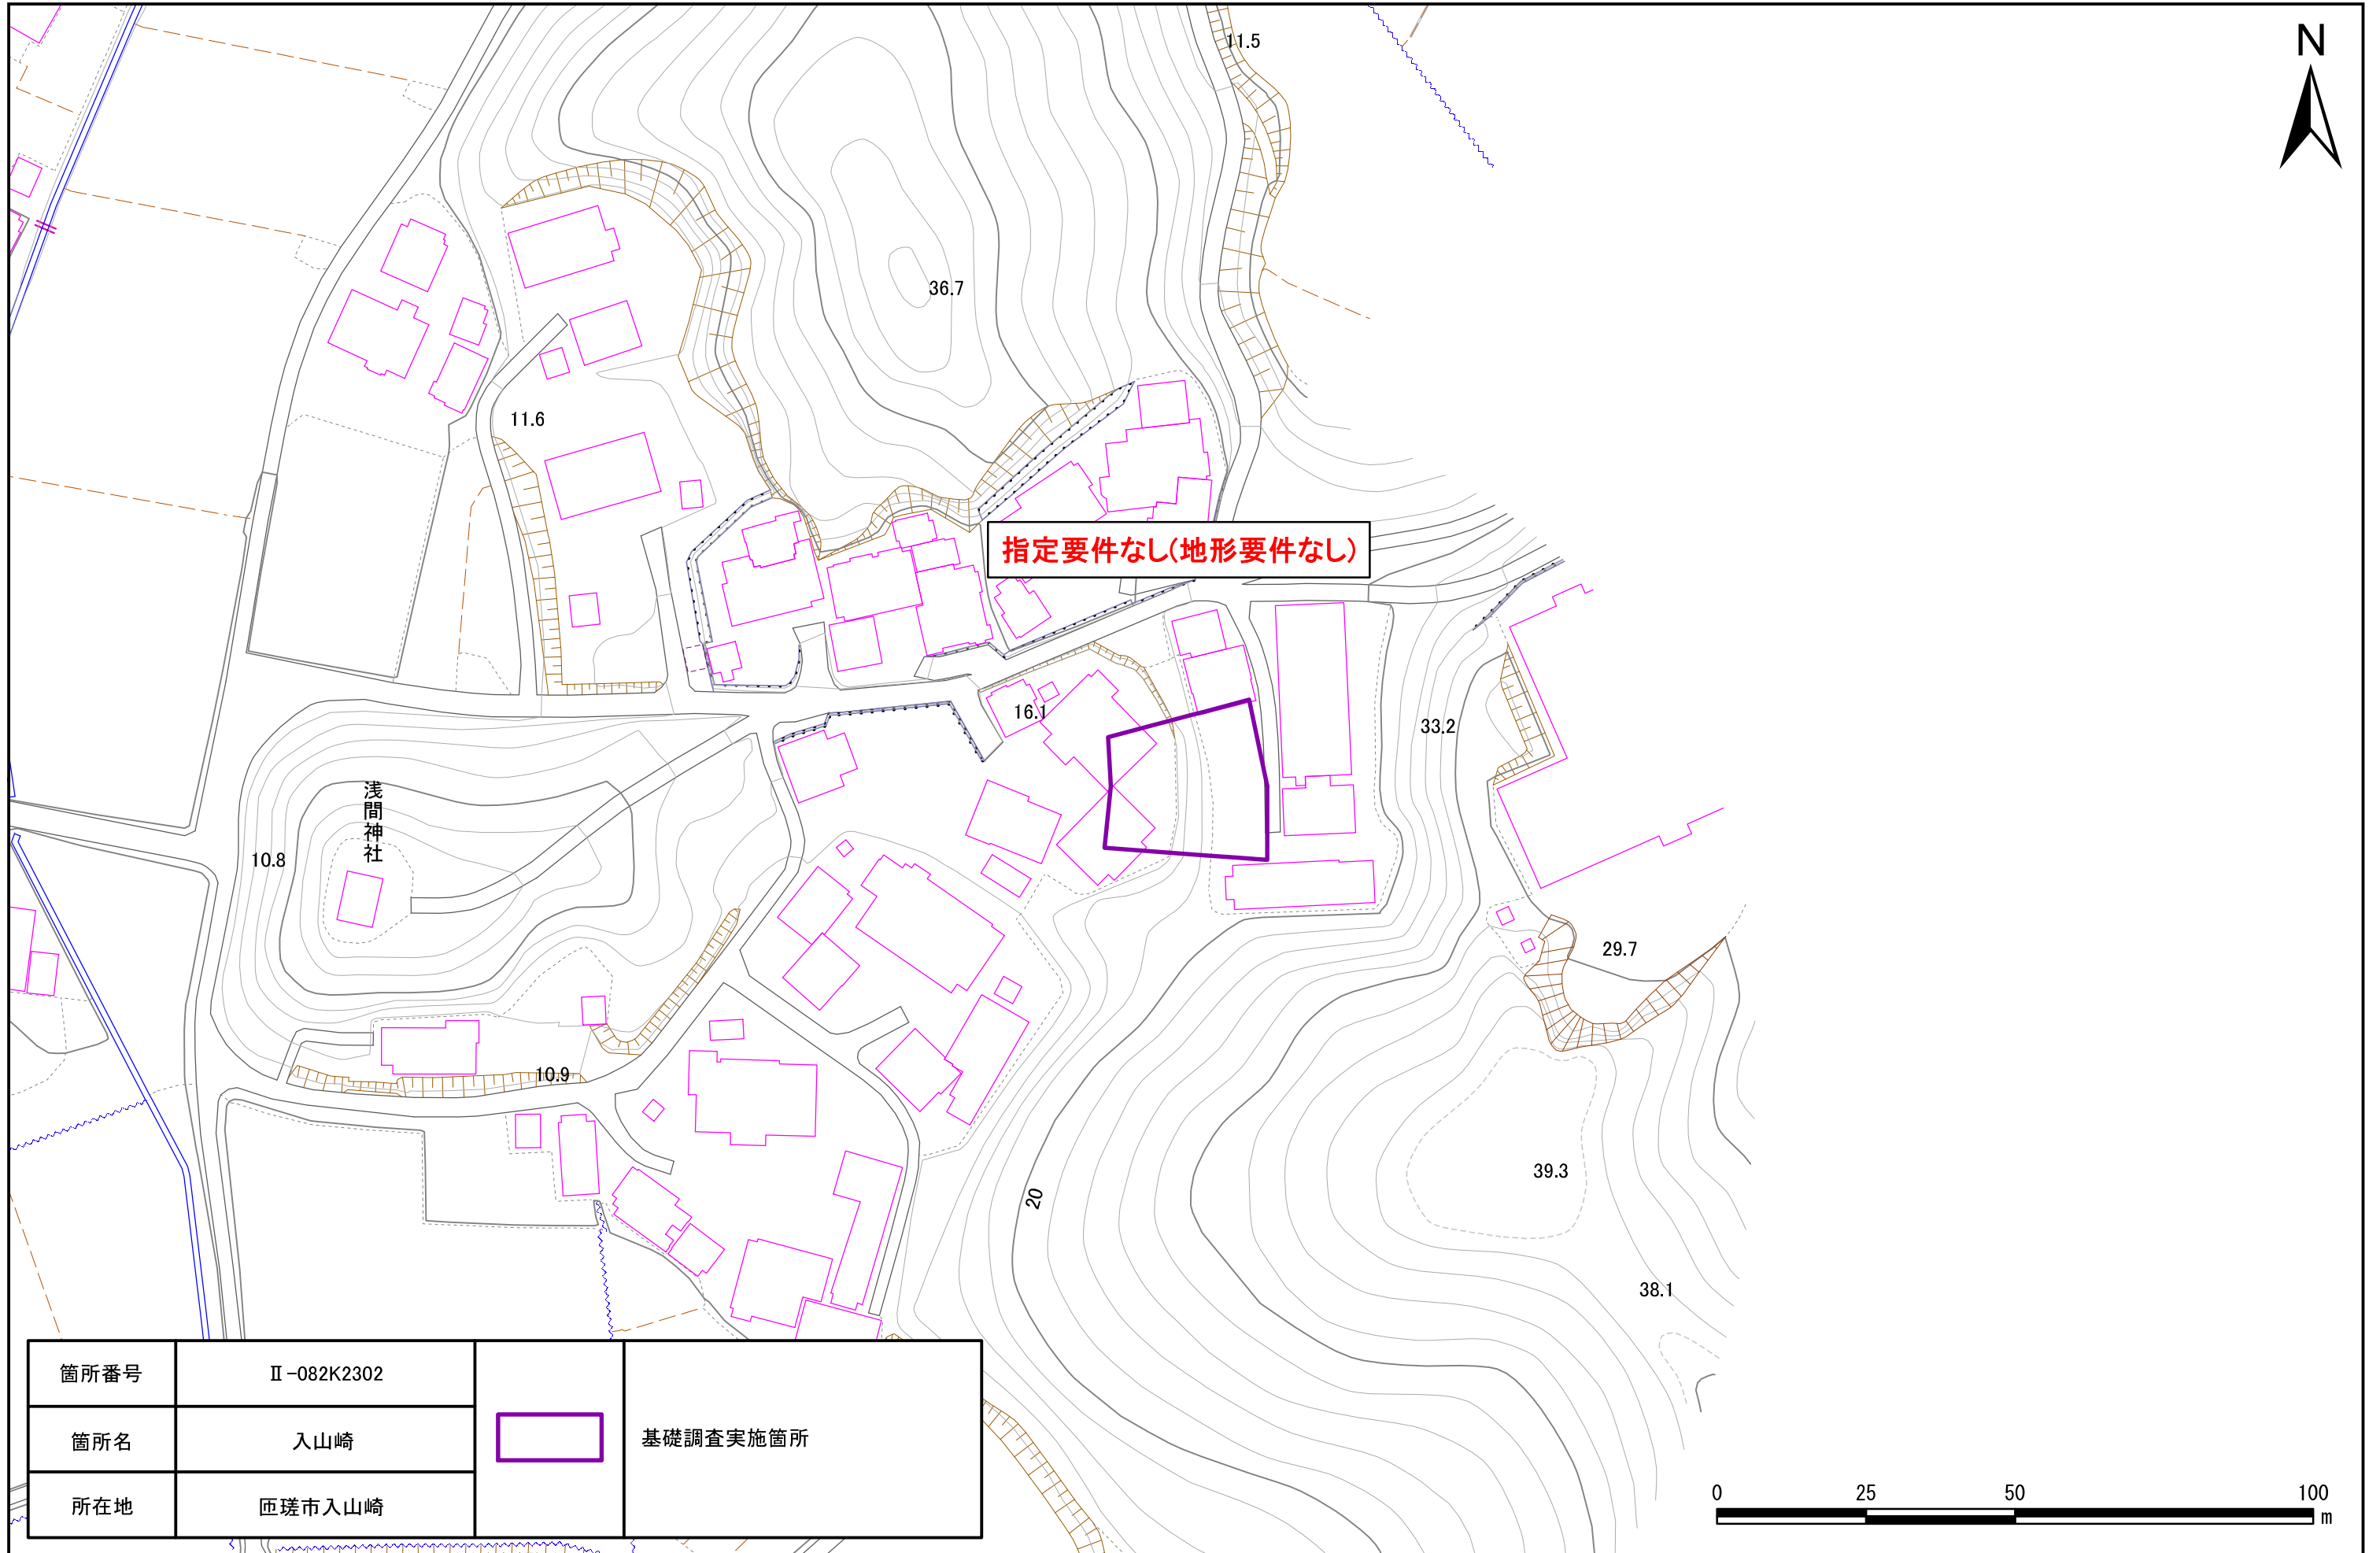 N
11.5
36.7
11.6
指定要件なし(地形要件なし)
16.1
33.2
浅間神社
10.8
29.7
10.9
39.3
20
38.1
箇所番号 Ⅱ-082K2302
箇所名 入山崎
所在地 匝瑳市入山崎
基礎調査実施箇所
0 25 50 100
m